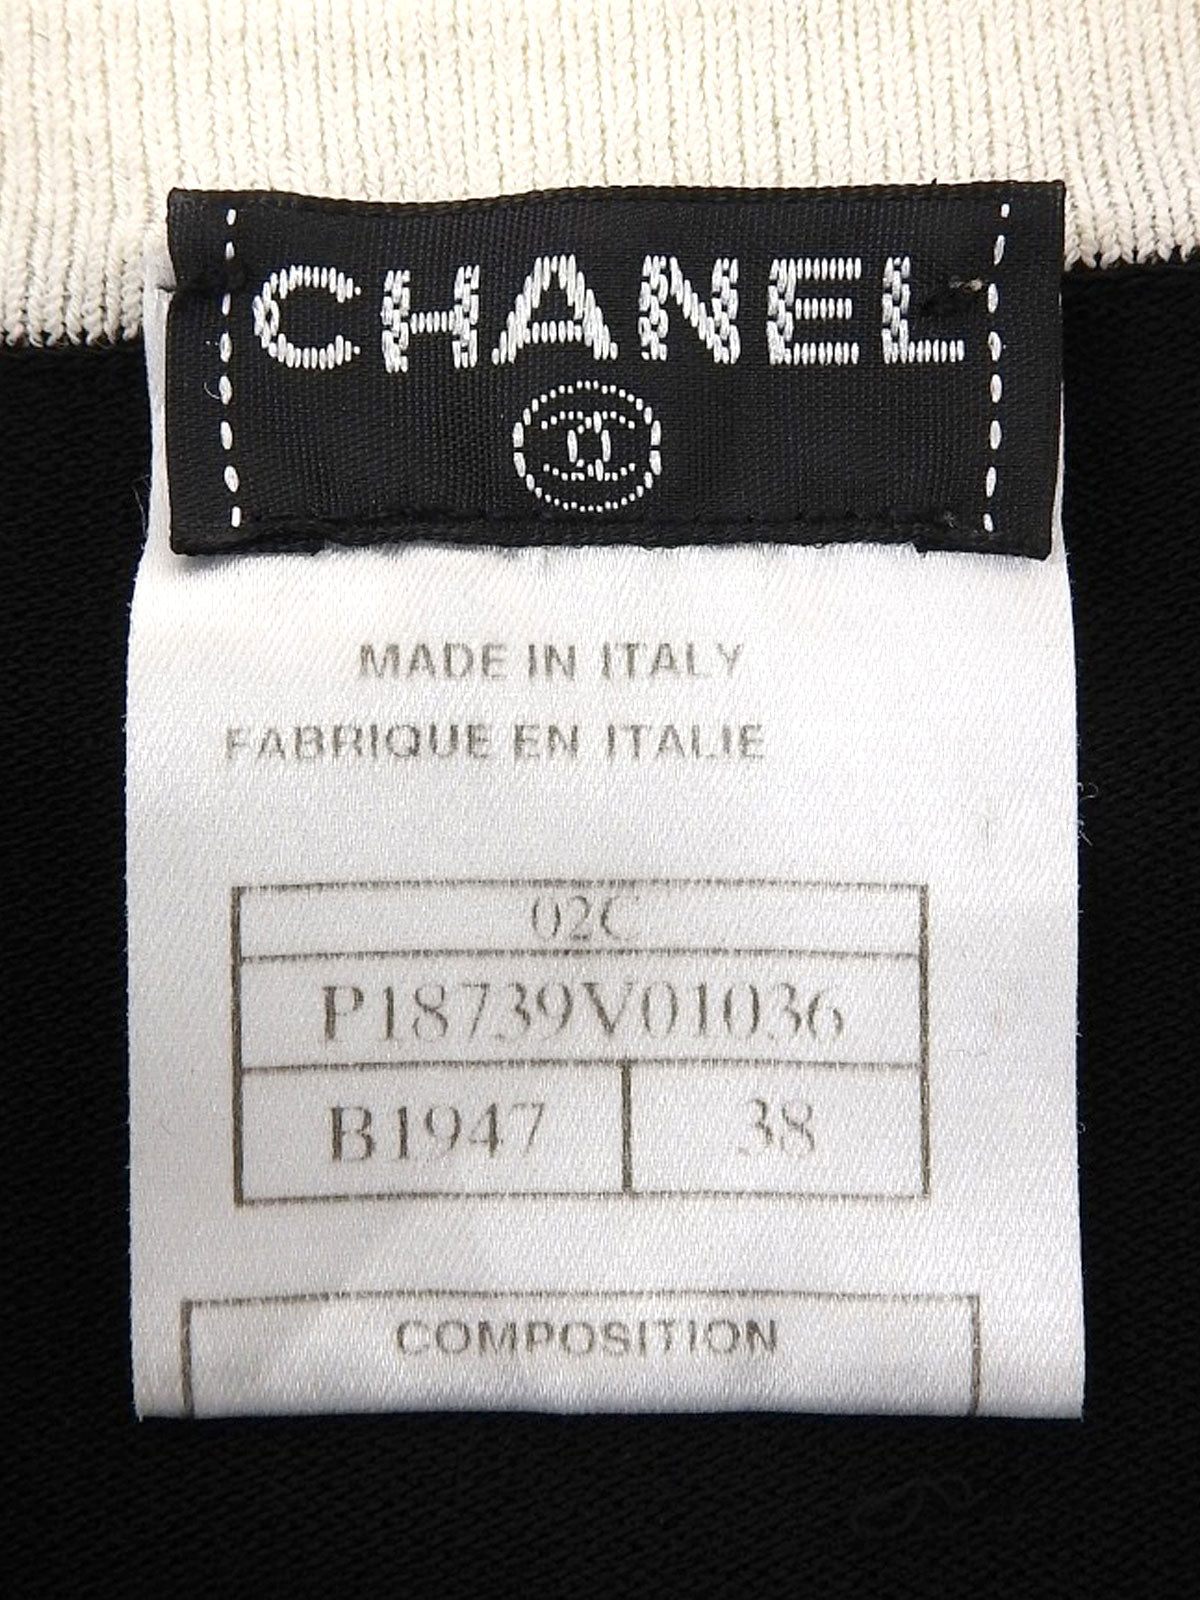 CHANEL
MADE IN ITALY
FABRIQUE EN ITALIE
02C
P18739V01036
B1947 38
COMPOSITION